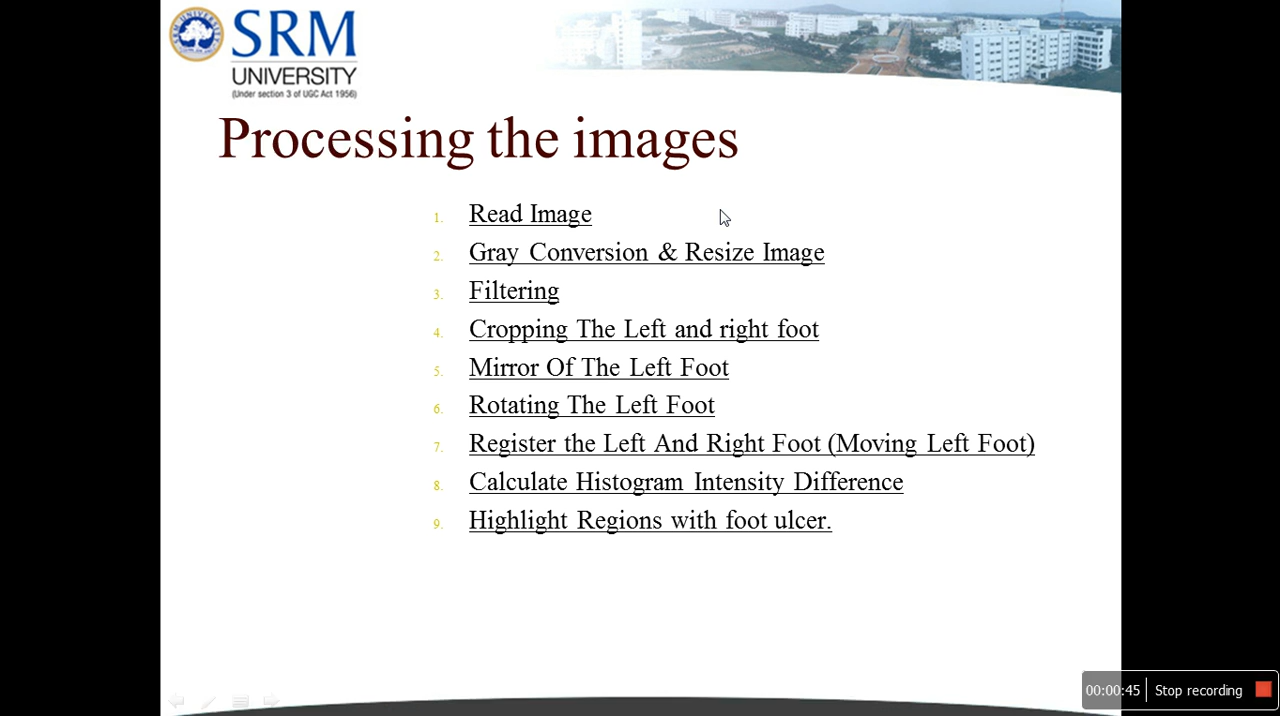 SRM
UNIVERSITY
(Under section 3 of UGC Act 1956)
Processing the images
1. Read Image
2. Gray Conversion & Resize Image
3. Filtering
4. Cropping The Left and right foot
5. Mirror Of The Left Foot
6. Rotating The Left Foot
7. Register the Left And Right Foot (Moving Left Foot)
8. Calculate Histogram Intensity Difference
9. Highlight Regions with foot ulcer.
00:00:45 Stop recording